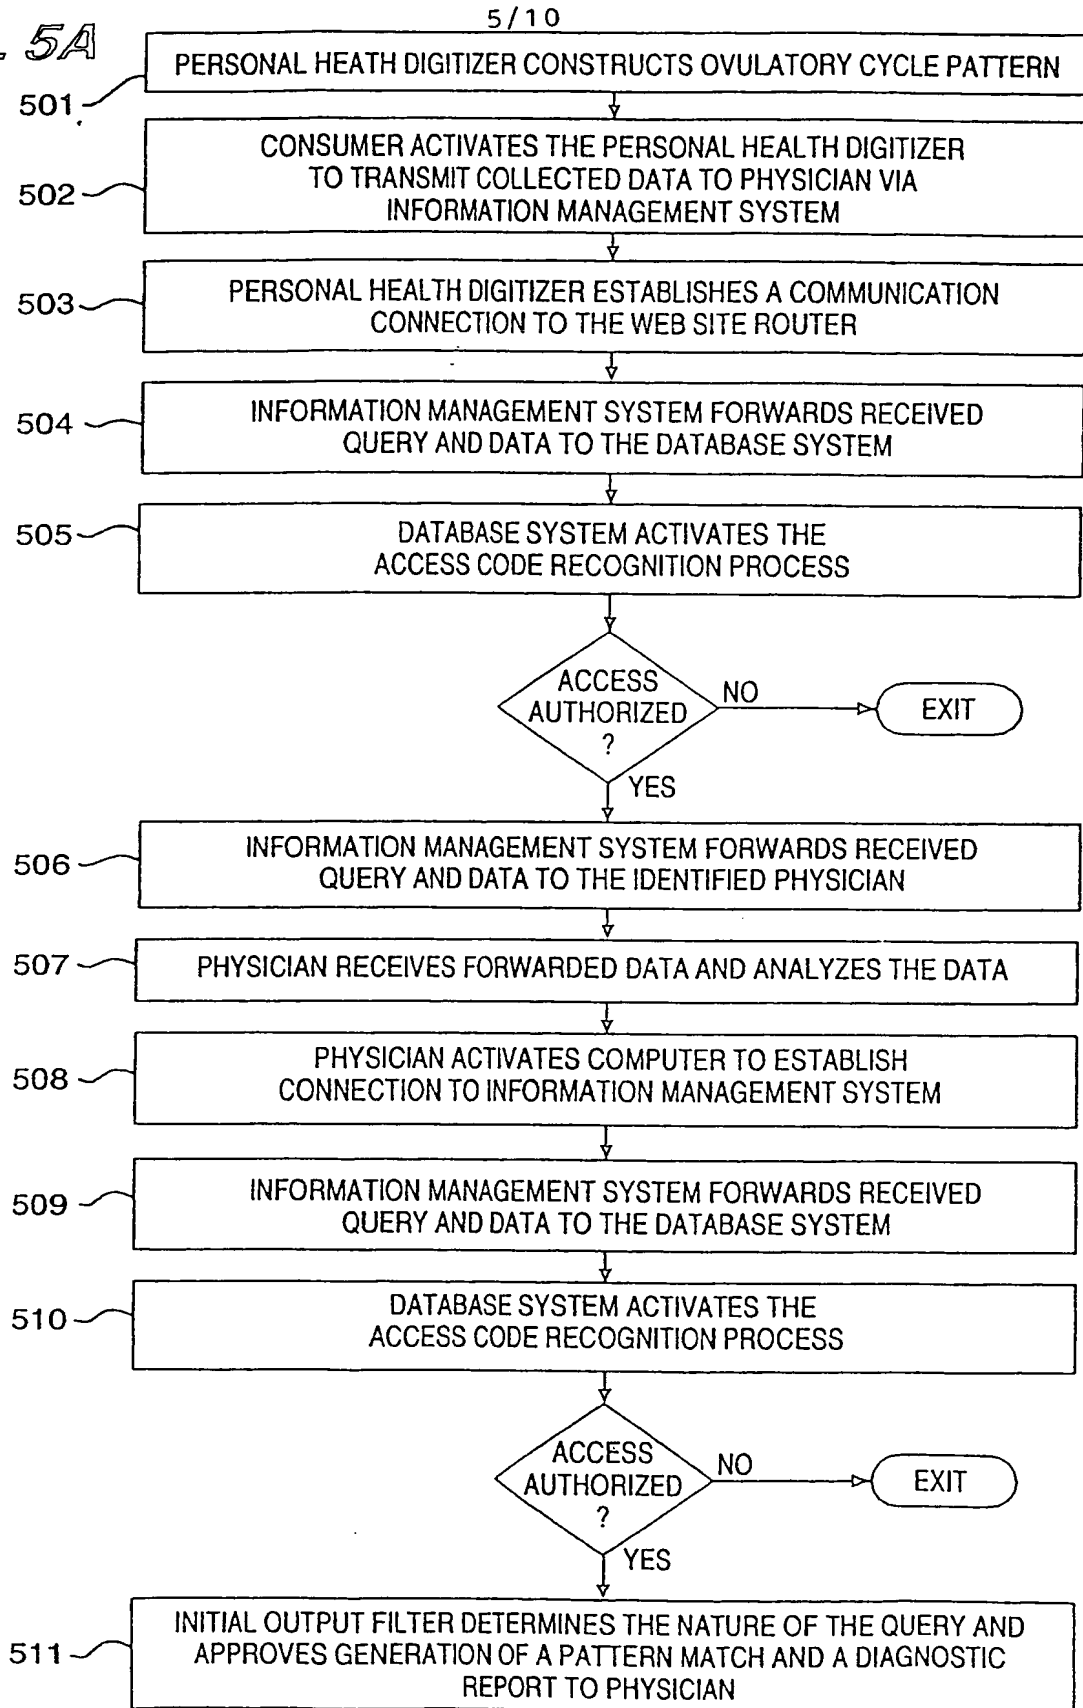 5/10
5A
501
PERSONAL HEATH DIGITIZER CONSTRUCTS OVULATORY CYCLE PATTERN
502
CONSUMER ACTIVATES THE PERSONAL HEALTH DIGITIZER
TO TRANSMIT COLLECTED DATA TO PHYSICIAN VIA
INFORMATION MANAGEMENT SYSTEM
503
PERSONAL HEALTH DIGITIZER ESTABLISHES A COMMUNICATION
CONNECTION TO THE WEB SITE ROUTER
504
INFORMATION MANAGEMENT SYSTEM FORWARDS RECEIVED
QUERY AND DATA TO THE DATABASE SYSTEM
505
DATABASE SYSTEM ACTIVATES THE
ACCESS CODE RECOGNITION PROCESS
ACCESS
AUTHORIZED
?
NO
EXIT
YES
506
INFORMATION MANAGEMENT SYSTEM FORWARDS RECEIVED
QUERY AND DATA TO THE IDENTIFIED PHYSICIAN
507
PHYSICIAN RECEIVES FORWARDED DATA AND ANALYZES THE DATA
508
PHYSICIAN ACTIVATES COMPUTER TO ESTABLISH
CONNECTION TO INFORMATION MANAGEMENT SYSTEM
509
INFORMATION MANAGEMENT SYSTEM FORWARDS RECEIVED
QUERY AND DATA TO THE DATABASE SYSTEM
510
DATABASE SYSTEM ACTIVATES THE
ACCESS CODE RECOGNITION PROCESS
ACCESS
AUTHORIZED
?
NO
EXIT
YES
511
INITIAL OUTPUT FILTER DETERMINES THE NATURE OF THE QUERY AND
APPROVES GENERATION OF A PATTERN MATCH AND A DIAGNOSTIC
REPORT TO PHYSICIAN